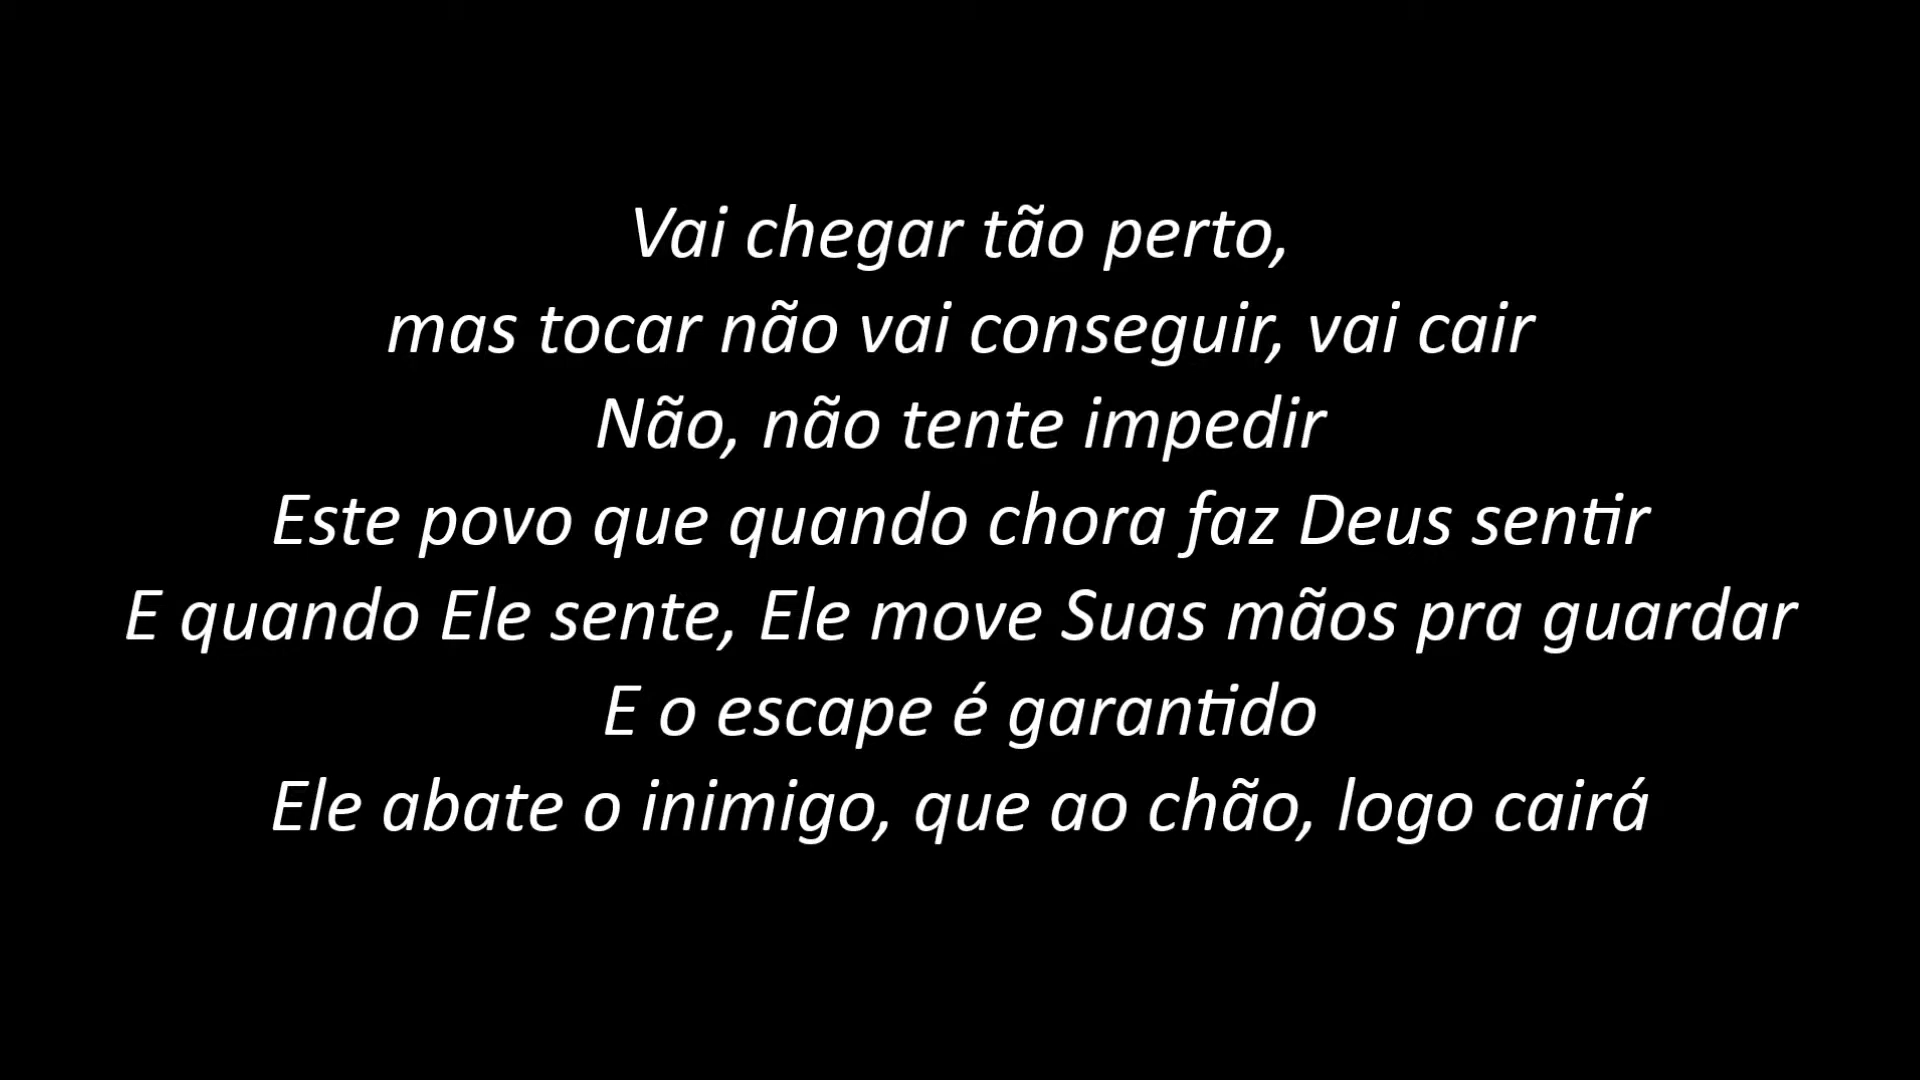 Vai chegar tão perto,
mas tocar não vai conseguir, vai cair
Não, não tente impedir
Este povo que quando chora faz Deus sentir
E quando Ele sente, Ele move Suas mãos pra guardar
E o escape é garantido
Ele abate o inimigo, que ao chão, logo cairá